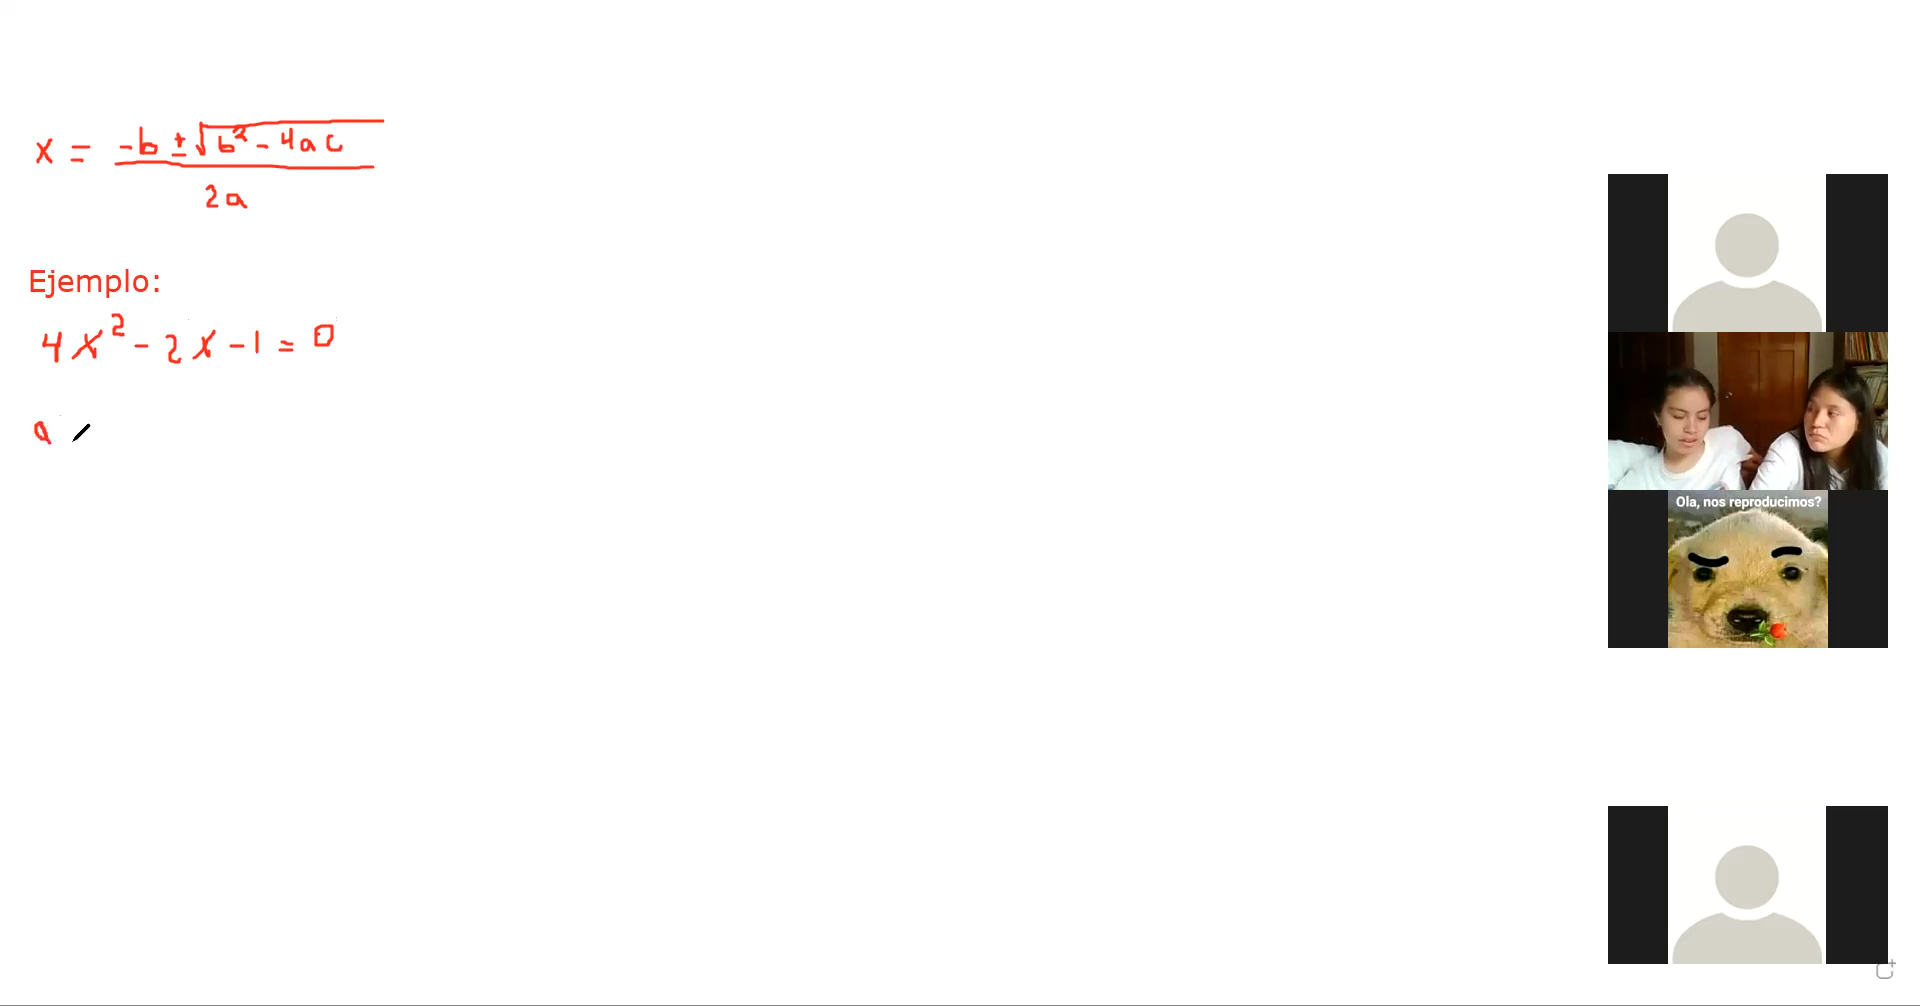 x = -b ± √b² - 4ac
2a
Ejemplo:
4x² - 2x - 1 = 0
a
Ola, nos reproducimos?